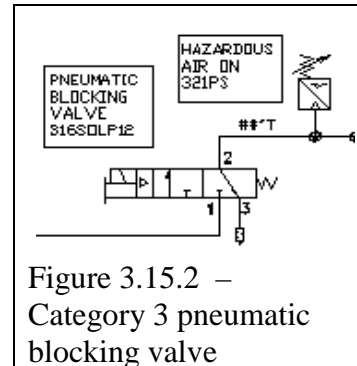 HAZARDOUS
AIR ON
321PS
PNEUMATIC
BLOCKING
VALVE
316SOLP12
##"T
2
1
3
Figure 3.15.2 –
Category 3 pneumatic
blocking valve